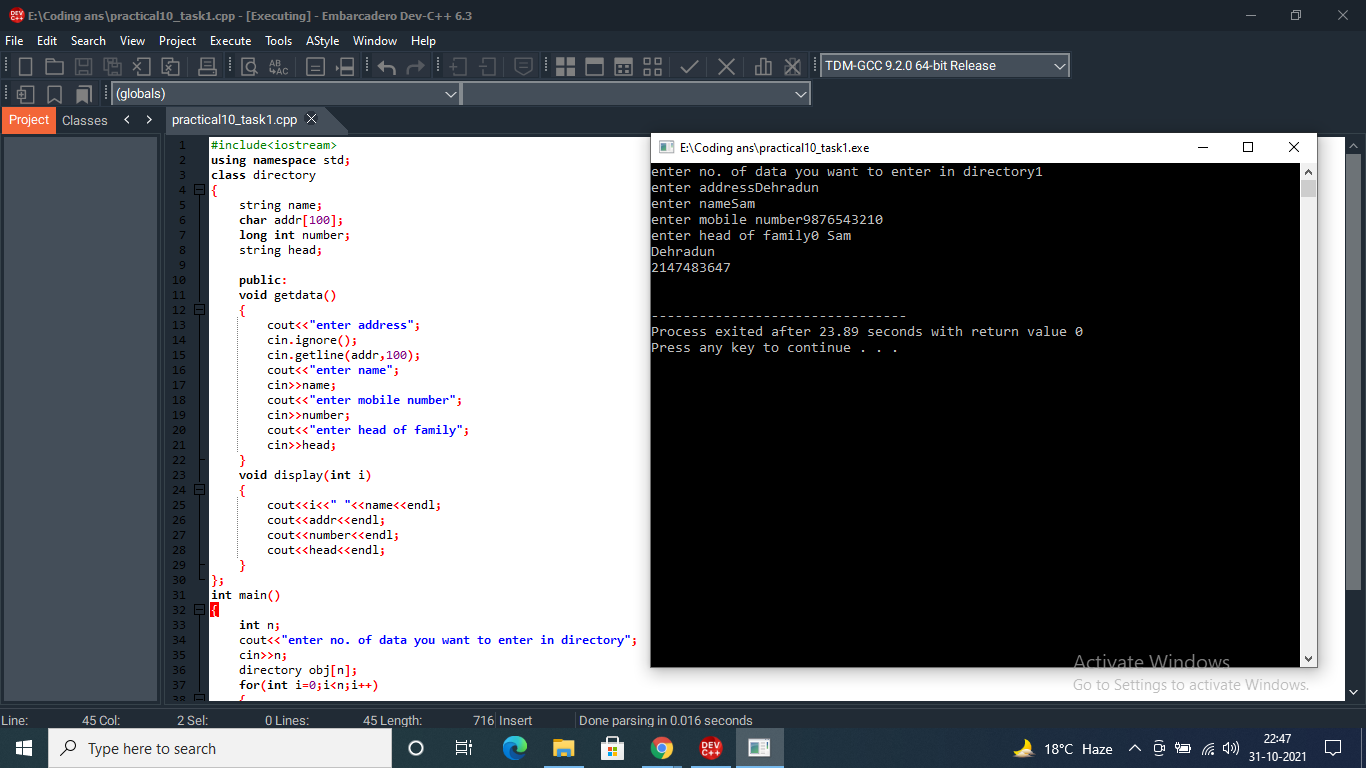 E:\Coding ans\practical10_task1.cpp - [Executing] - Embarcadero Dev-C++ 6.3
File Edit Search View Project Execute Tools AStyle Window Help
TDM-GCC 9.2.0 64-bit Release
(globals)
Project Classes practical10_task1.cpp
1 #include<iostream>
2 using namespace std;
3 class directory
4 {
5 string name;
6 char addr[100];
7 long int number;
8 string head;
9
10 public:
11 void getdata()
12 {
13 cout<<"enter address";
14 cin.ignore();
15 cin.getline(addr,100);
16 cout<<"enter name";
17 cin>>name;
18 cout<<"enter mobile number";
19 cin>>number;
20 cout<<"enter head of family";
21 cin>>head;
22 }
23 void display(int i)
24 {
25 cout<<i<<" "<<name<<endl;
26 cout<<addr<<endl;
27 cout<<number<<endl;
28 cout<<head<<endl;
29 }
30 };
31 int main()
32 {
33 int n;
34 cout<<"enter no. of data you want to enter in directory";
35 cin>>n;
36 directory obj[n];
37 for(int i=0;i<n;i++)
38 {
E:\Coding ans\practical10_task1.exe
enter no. of data you want to enter in directory1
enter addressDehradun
enter nameSam
enter mobile number9876543210
enter head of family0 Sam
Dehradun
2147483647
--------------------------------
Process exited after 23.89 seconds with return value 0
Press any key to continue . . .
Activate Windows
Go to Settings to activate Windows.
Line: 45 Col: 2 Sel: 0 Lines: 45 Length: 716 Insert Done parsing in 0.016 seconds
Type here to search
DEV C++
18°C Haze
22:47
31-10-2021